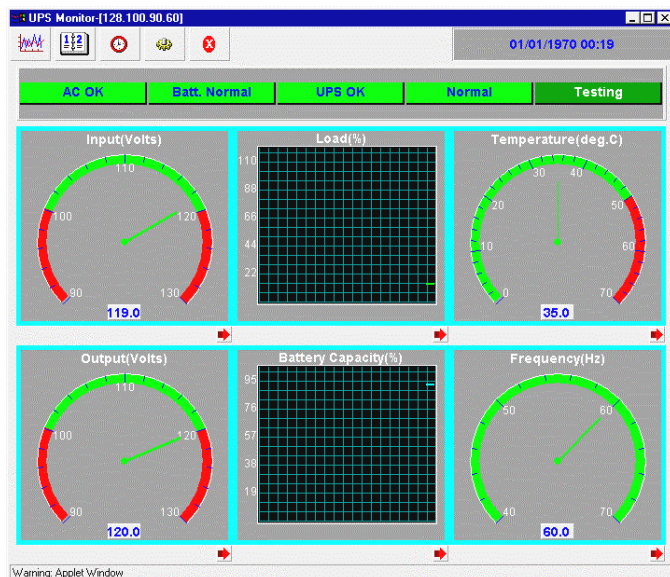 UPS Monitor-[128.100.90.60]
1 2
X
01/01/1970 00:19
AC OK
Batt. Normal
UPS OK
Normal
Testing
Input(Volts)
90
100
110
120
130
119.0
Load(%)
110
88
66
44
22
Temperature(deg.C)
0
10
20
30
40
50
60
70
35.0
Output(Volts)
90
100
110
120
130
120.0
Battery Capacity(%)
95
76
57
38
19
Frequency(Hz)
40
50
60
70
60.0
Warning: Applet Window